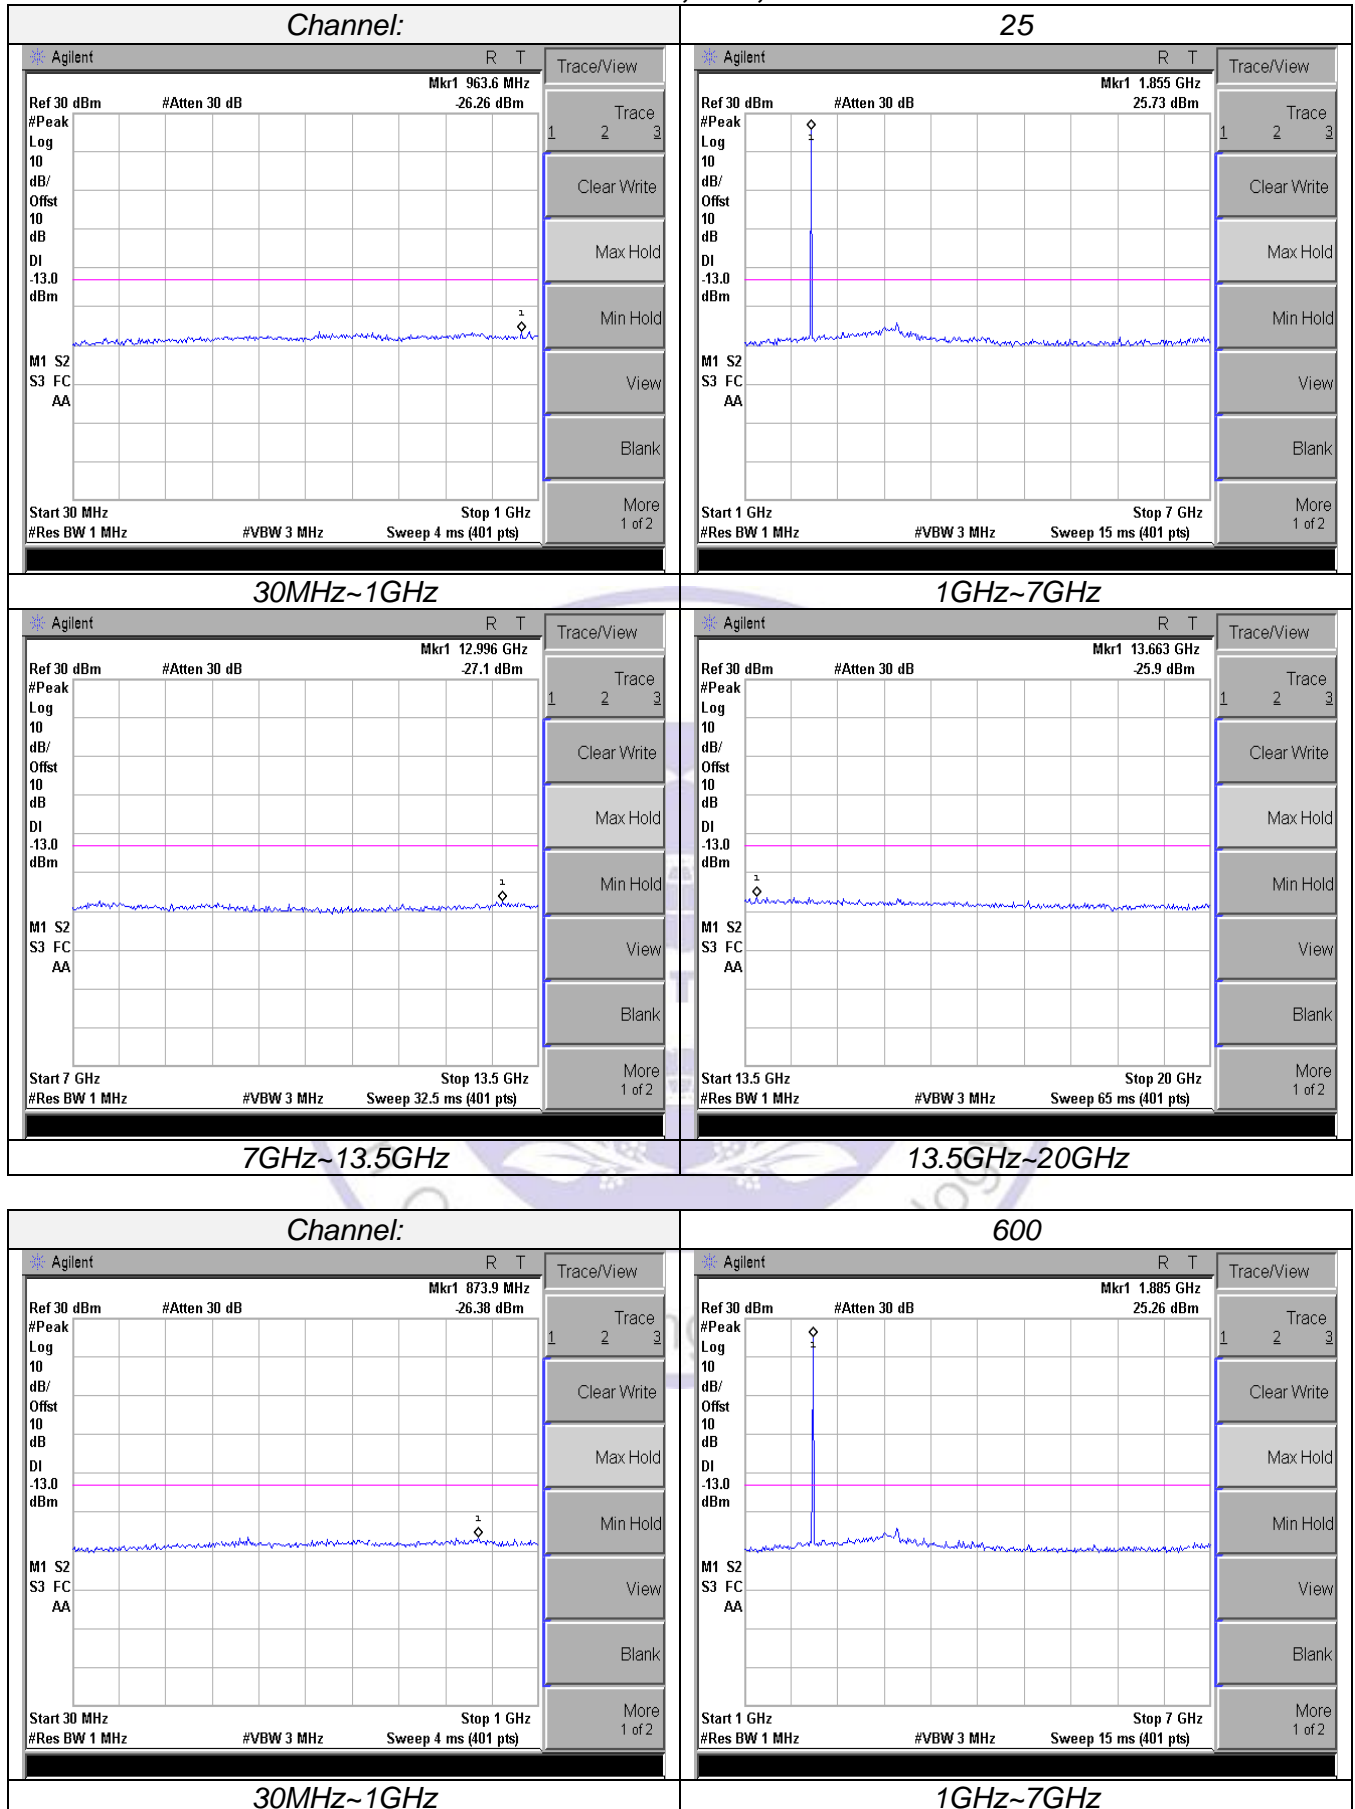 Channel: 25
Agilent R T Trace/View
Mkr1 963.6 MHz
Ref 30 dBm #Atten 30 dB -26.26 dBm
#Peak
Log
10
dB/
Offst
10
dB
DI
-13.0
dBm
M1 S2
S3 FC
AA
1
Start 30 MHz Stop 1 GHz
#Res BW 1 MHz #VBW 3 MHz Sweep 4 ms (401 pts)
Trace
1 2 3
Clear Write
Max Hold
Min Hold
View
Blank
More
1 of 2
Agilent R T Trace/View
Mkr1 1.855 GHz
Ref 30 dBm #Atten 30 dB 25.73 dBm
#Peak
Log
10
dB/
Offst
10
dB
DI
-13.0
dBm
M1 S2
S3 FC
AA
1
Start 1 GHz Stop 7 GHz
#Res BW 1 MHz #VBW 3 MHz Sweep 15 ms (401 pts)
Trace
1 2 3
Clear Write
Max Hold
Min Hold
View
Blank
More
1 of 2
30MHz~1GHz 1GHz~7GHz
Agilent R T Trace/View
Mkr1 12.996 GHz
Ref 30 dBm #Atten 30 dB -27.1 dBm
#Peak
Log
10
dB/
Offst
10
dB
DI
-13.0
dBm
M1 S2
S3 FC
AA
1
Start 7 GHz Stop 13.5 GHz
#Res BW 1 MHz #VBW 3 MHz Sweep 32.5 ms (401 pts)
Trace
1 2 3
Clear Write
Max Hold
Min Hold
View
Blank
More
1 of 2
Agilent R T Trace/View
Mkr1 13.663 GHz
Ref 30 dBm #Atten 30 dB -25.9 dBm
#Peak
Log
10
dB/
Offst
10
dB
DI
-13.0
dBm
M1 S2
S3 FC
AA
1
Start 13.5 GHz Stop 20 GHz
#Res BW 1 MHz #VBW 3 MHz Sweep 65 ms (401 pts)
Trace
1 2 3
Clear Write
Max Hold
Min Hold
View
Blank
More
1 of 2
7GHz~13.5GHz 13.5GHz~20GHz
Channel: 600
Agilent R T Trace/View
Mkr1 873.9 MHz
Ref 30 dBm #Atten 30 dB -26.38 dBm
#Peak
Log
10
dB/
Offst
10
dB
DI
-13.0
dBm
M1 S2
S3 FC
AA
1
Start 30 MHz Stop 1 GHz
#Res BW 1 MHz #VBW 3 MHz Sweep 4 ms (401 pts)
Trace
1 2 3
Clear Write
Max Hold
Min Hold
View
Blank
More
1 of 2
Agilent R T Trace/View
Mkr1 1.885 GHz
Ref 30 dBm #Atten 30 dB 25.26 dBm
#Peak
Log
10
dB/
Offst
10
dB
DI
-13.0
dBm
M1 S2
S3 FC
AA
1
Start 1 GHz Stop 7 GHz
#Res BW 1 MHz #VBW 3 MHz Sweep 15 ms (401 pts)
Trace
1 2 3
Clear Write
Max Hold
Min Hold
View
Blank
More
1 of 2
30MHz~1GHz 1GHz~7GHz